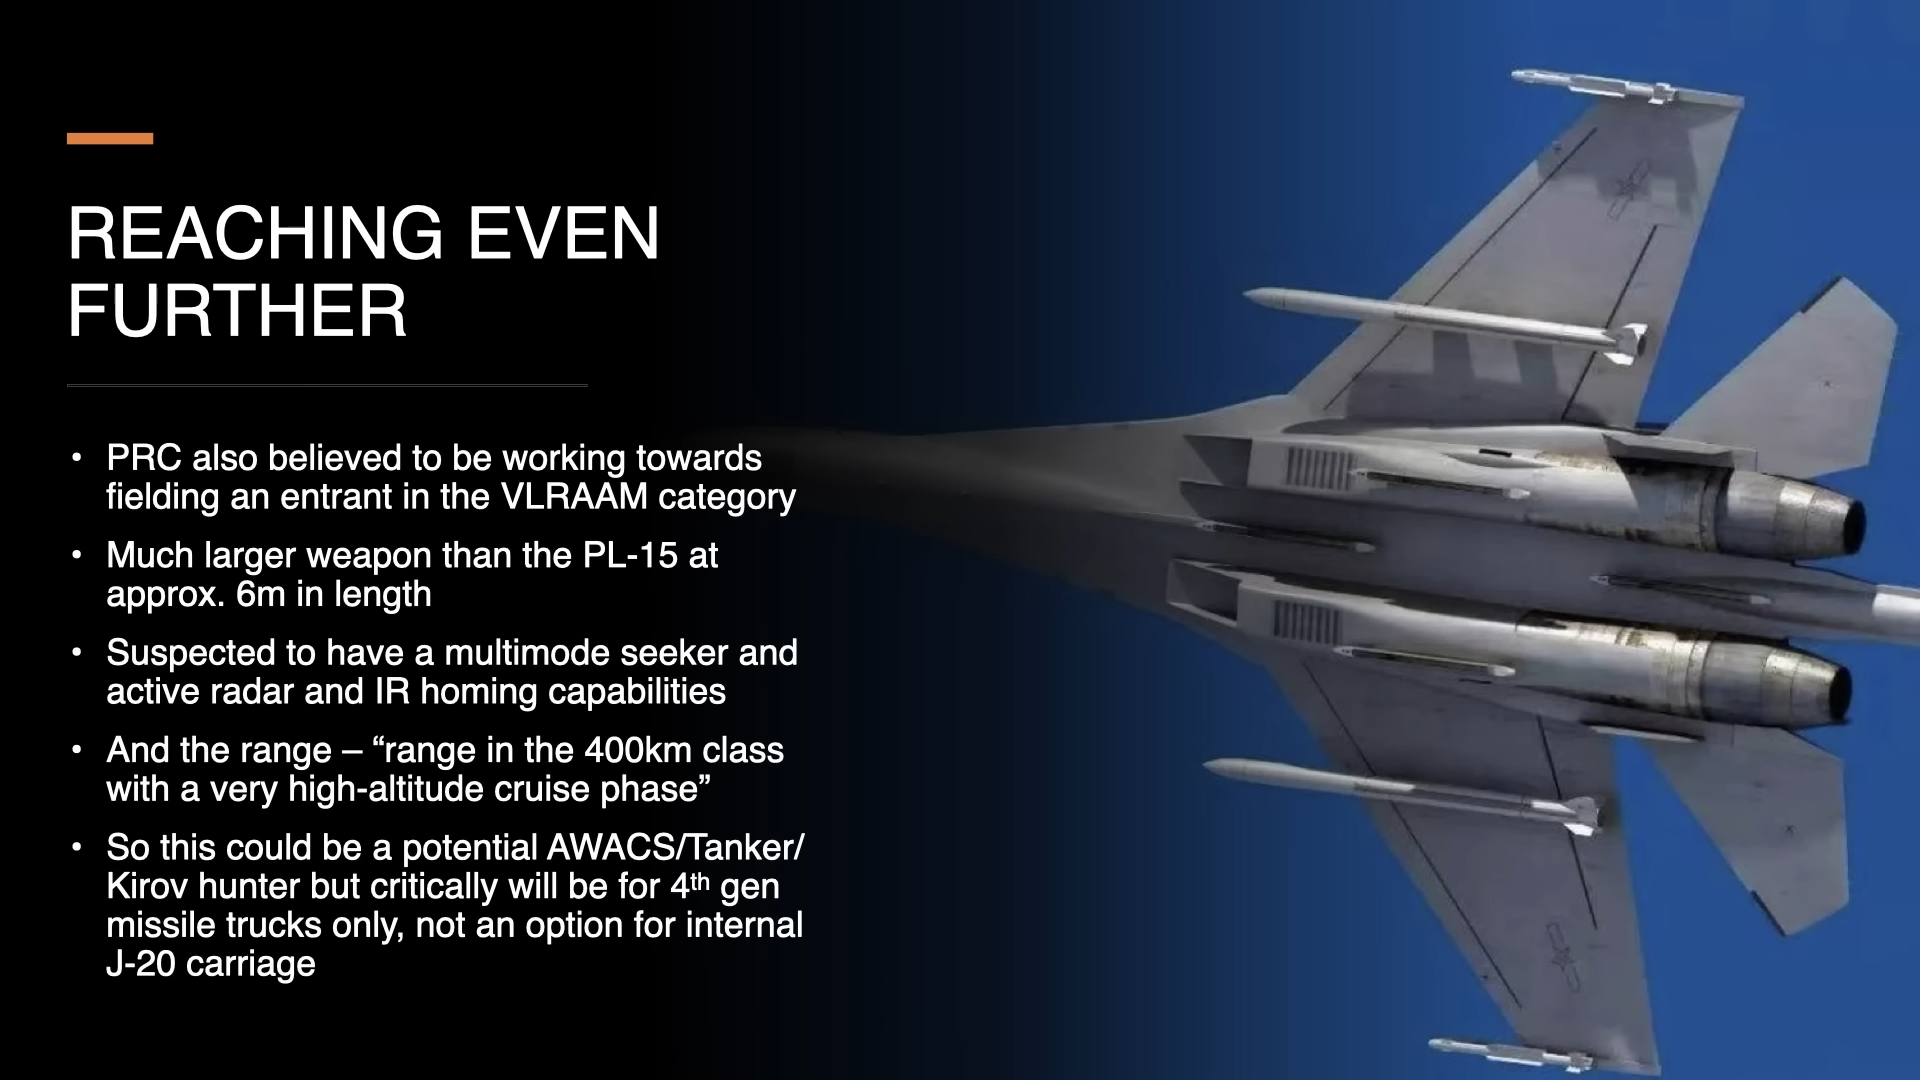 REACHING EVEN
FURTHER
• PRC also believed to be working towards
fielding an entrant in the VLRAAM category
• Much larger weapon than the PL-15 at
approx. 6m in length
• Suspected to have a multimode seeker and
active radar and IR homing capabilities
• And the range – “range in the 400km class
with a very high-altitude cruise phase”
• So this could be a potential AWACS/Tanker/
Kirov hunter but critically will be for 4th gen
missile trucks only, not an option for internal
J-20 carriage